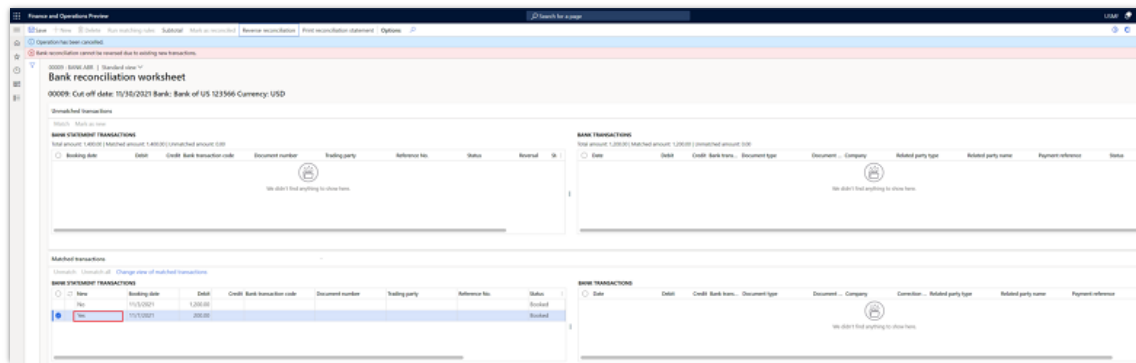 Finance and Operations Preview
Search for a page
USMF
Save New Delete Run matching rules Subtotal Mark as reconciled Reverse reconciliation Print reconciliation statement Options
Operation has been cancelled.
Bank reconciliation cannot be reversed due to existing new transactions.
Standard view
Bank reconciliation worksheet
00009: Cut off date: 11/30/2021 Bank: Bank of US 123566 Currency: USD
Unmatched transactions
Match Mark as new
BANK STATEMENT TRANSACTIONS
Total amount: 1,400.00 | Matched amount: 1,400.00 | Unmatched amount: 0.00
Booking date Debit Credit Bank transaction code Document number Trading party Reference No. Status Reversal
We didn't find anything to show here.
BANK TRANSACTIONS
Total amount: 1,200.00 | Matched amount: 1,200.00 | Unmatched amount: 0.00
Date Debit Credit Bank trans... Document type Document ... Company Related party type Related party name Payment reference Status
We didn't find anything to show here.
Matched transactions
Unmatch Unmatch all Change view of matched transactions
BANK STATEMENT TRANSACTIONS
New Booking date Debit Credit Bank transaction code Document number Trading party Reference No. Status
No 1,200.00 Booked
Yes 200.00 Booked
BANK TRANSACTIONS
Date Debit Credit Bank trans... Document type Document ... Company Correction ... Related party type Related party name Payment reference
We didn't find anything to show here.